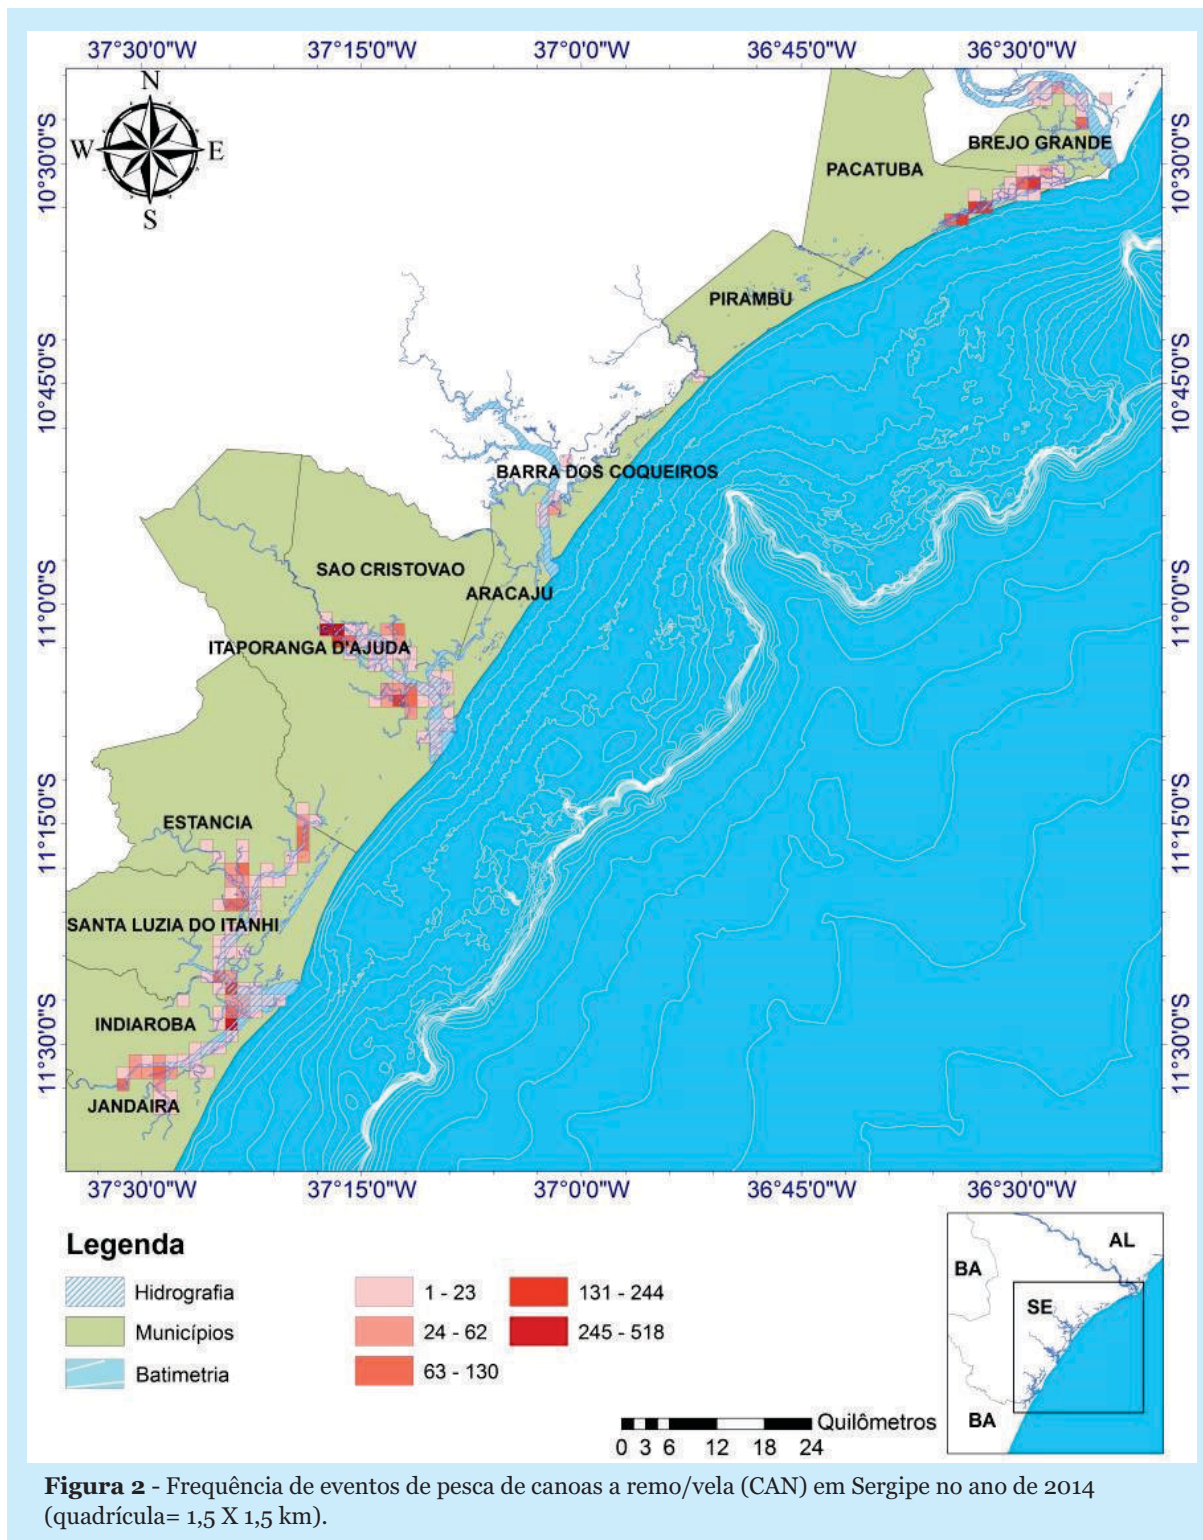 37°30'0"W 37°15'0"W 37°0'0"W 36°45'0"W 36°30'0"W
N
W E
S
10°30'0"S 10°30'0"S
BREJO GRANDE
PACATUBA
PIRAMBU
10°45'0"S 10°45'0"S
BARRA DOS COQUEIROS
SAO CRISTOVAO
ARACAJU
11°0'0"S 11°0'0"S
ITAPORANGA D'AJUDA
11°15'0"S 11°15'0"S
ESTANCIA
SANTA LUZIA DO ITANHI
INDIAROBA
11°30'0"S 11°30'0"S
JANDAIRA
37°30'0"W 37°15'0"W 37°0'0"W 36°45'0"W 36°30'0"W
Legenda
Hidrografia
Municípios
Batimetria
1 - 23
24 - 62
63 - 130
131 - 244
245 - 518
Quilômetros
0 3 6 12 18 24
AL
BA
SE
BA
Figura 2 - Frequência de eventos de pesca de canoas a remo/vela (CAN) em Sergipe no ano de 2014
(quadrícula= 1,5 X 1,5 km).